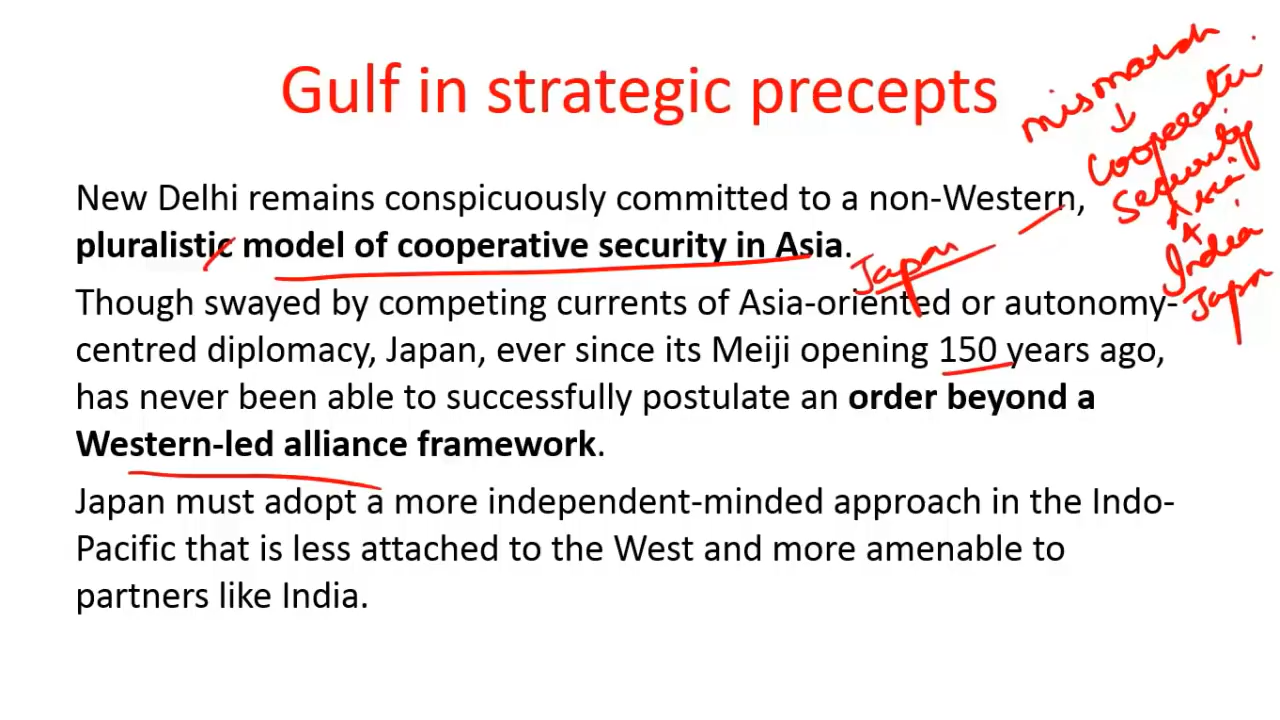 Gulf in strategic precepts
mismatch
↓
cooperative
security
Asia
India
Japan
New Delhi remains conspicuously committed to a non-Western,
pluralistic model of cooperative security in Asia.
Japan
Though swayed by competing currents of Asia-oriented or autonomy-
centred diplomacy, Japan, ever since its Meiji opening 150 years ago,
has never been able to successfully postulate an order beyond a
Western-led alliance framework.
Japan must adopt a more independent-minded approach in the Indo-
Pacific that is less attached to the West and more amenable to
partners like India.